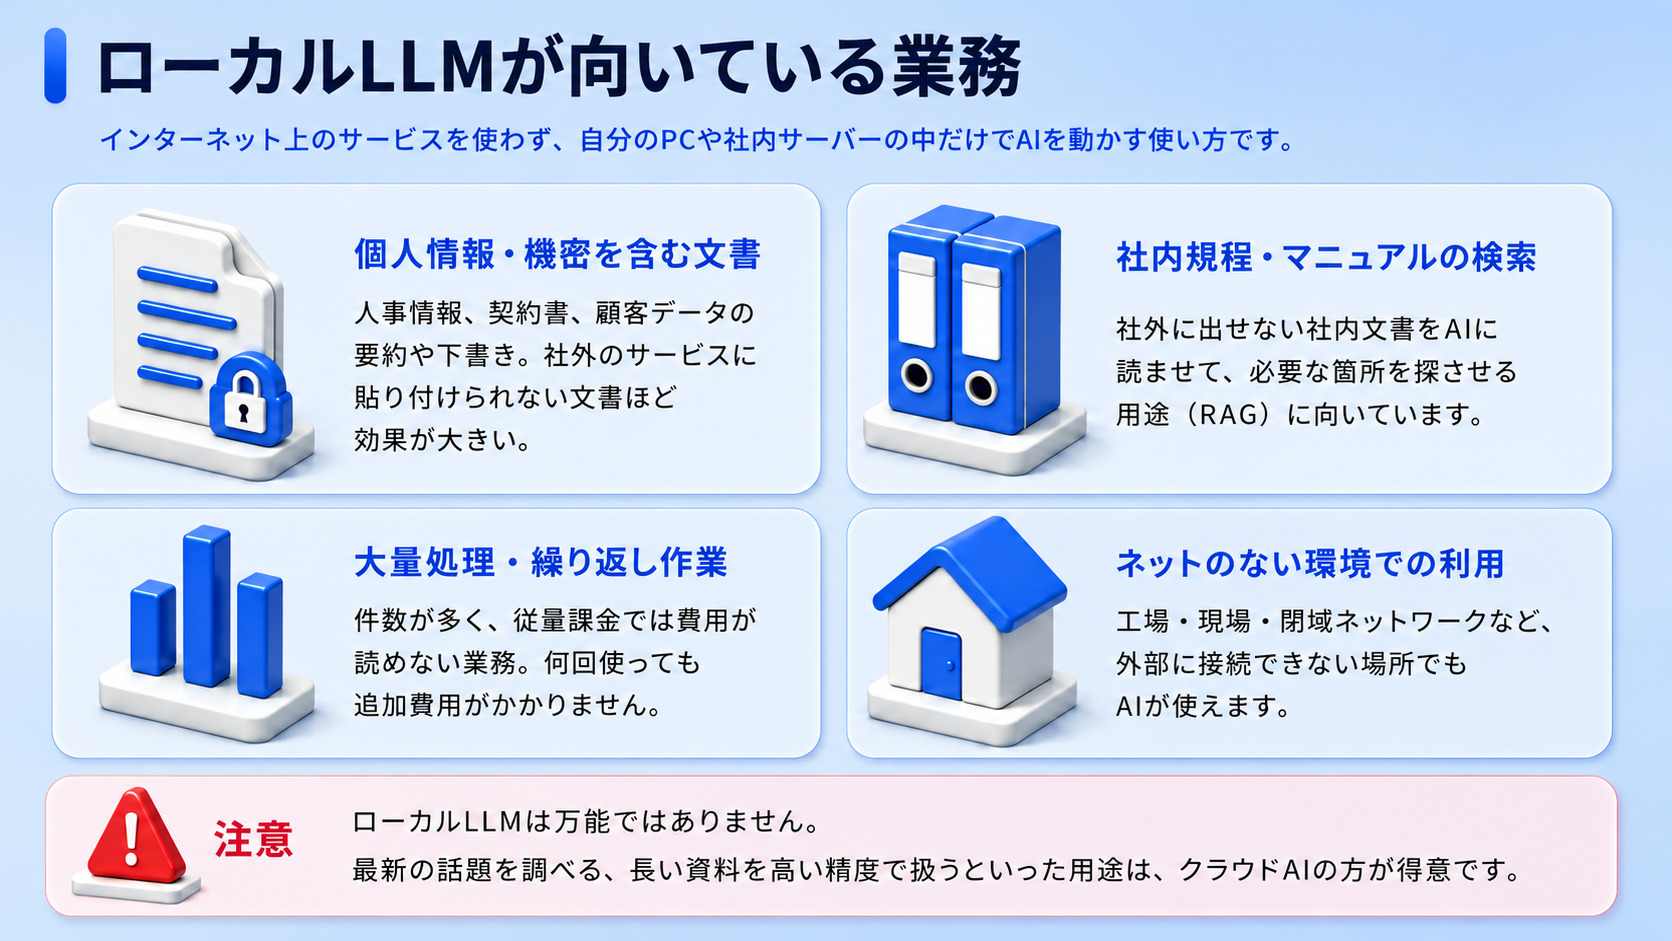 ローカルLLMが向いている業務
インターネット上のサービスを使わず、自分のPCや社内サーバーの中だけでAIを動かす使い方です。
個人情報・機密を含む文書
人事情報、契約書、顧客データの
要約や下書き。社外のサービスに
貼り付けられない文書ほど
効果が大きい。
社内規程・マニュアルの検索
社外に出せない社内文書をAIに
読ませて、必要な箇所を探させる
用途（RAG）に向いています。
大量処理・繰り返し作業
件数が多く、従量課金では費用が
読めない業務。何回使っても
追加費用がかかりません。
ネットのない環境での利用
工場・現場・閉域ネットワークなど、
外部に接続できない場所でも
AIが使えます。
注意
ローカルLLMは万能ではありません。
最新の話題を調べる、長い資料を高い精度で扱うといった用途は、クラウドAIの方が得意です。